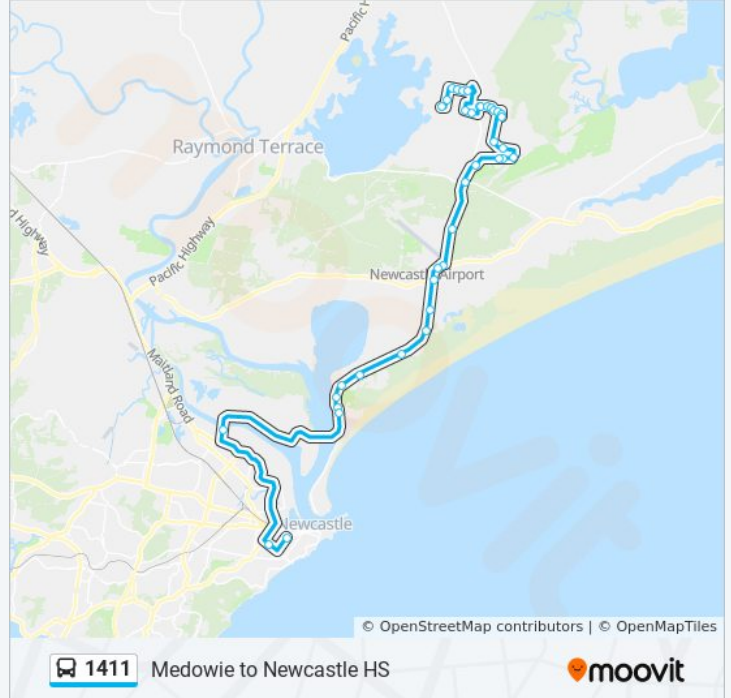 Pacific H
Raymond Terrace
d Highway
Pacific Highway
Newcastle Airport
Maitland Road
Newcastle
© OpenStreetMap contributors | © OpenMapTiles
1411 Medowie to Newcastle HS
moovit